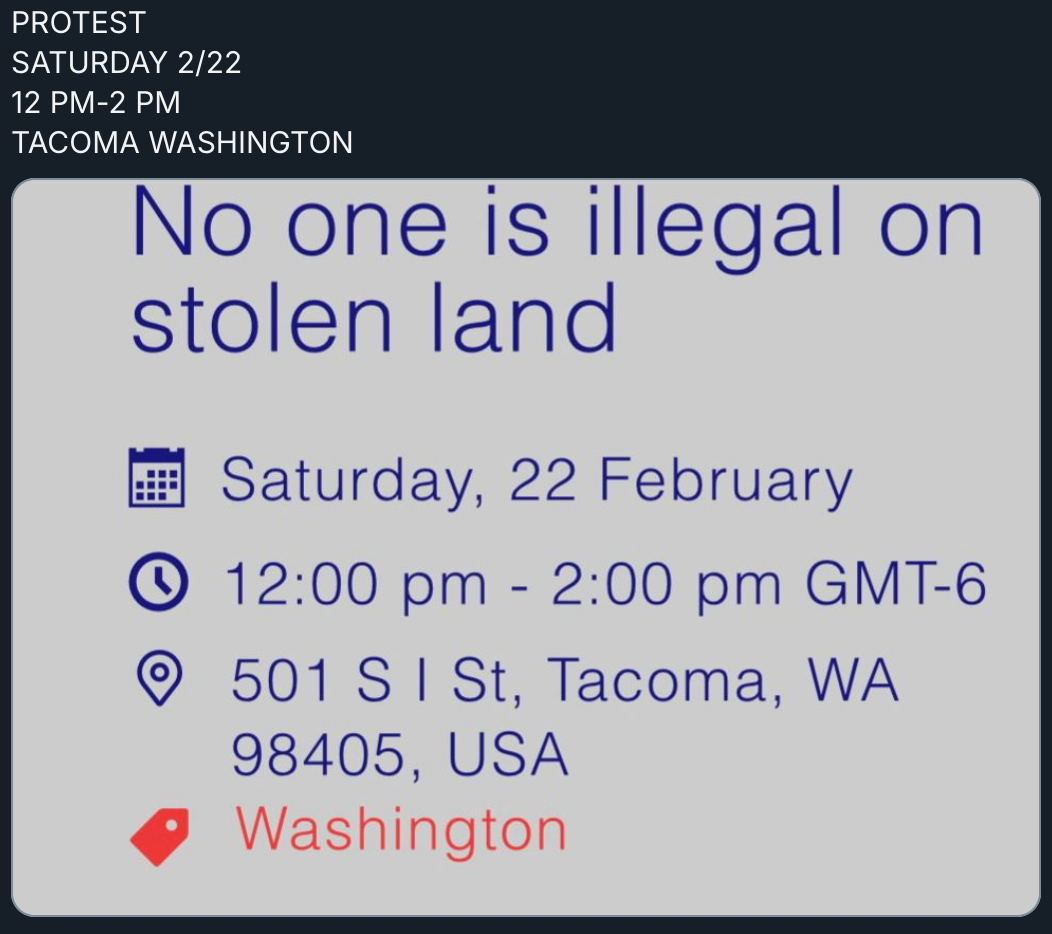 PROTEST
SATURDAY 2/22
12 PM-2 PM
TACOMA WASHINGTON
No one is illegal on
stolen land
Saturday, 22 February
12:00 pm - 2:00 pm GMT-6
501 S I St, Tacoma, WA
98405, USA
Washington